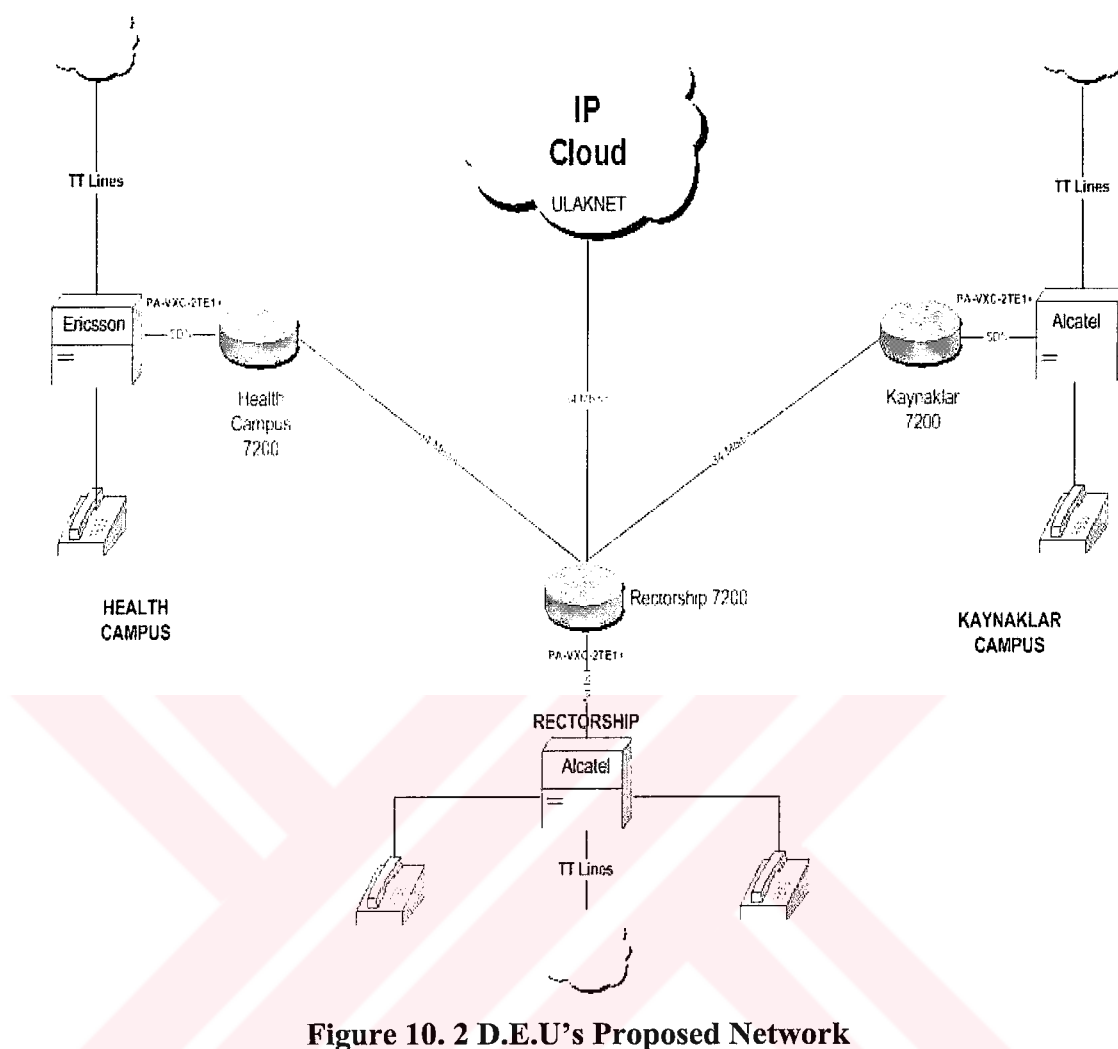 IP
Cloud
ULAKNET
TT Lines
TT Lines
PA-VXC-2TE1+
Ericsson
Health
Campus
7200
PA-VXC-2TE1+
Alcatel
Kaynaklar
7200
34 Mbit/
Rectorship 7200
HEALTH
CAMPUS
KAYNAKLAR
CAMPUS
PA-VXC-2TE1+
RECTORSHIP
Alcatel
TT Lines
Figure 10. 2 D.E.U's Proposed Network